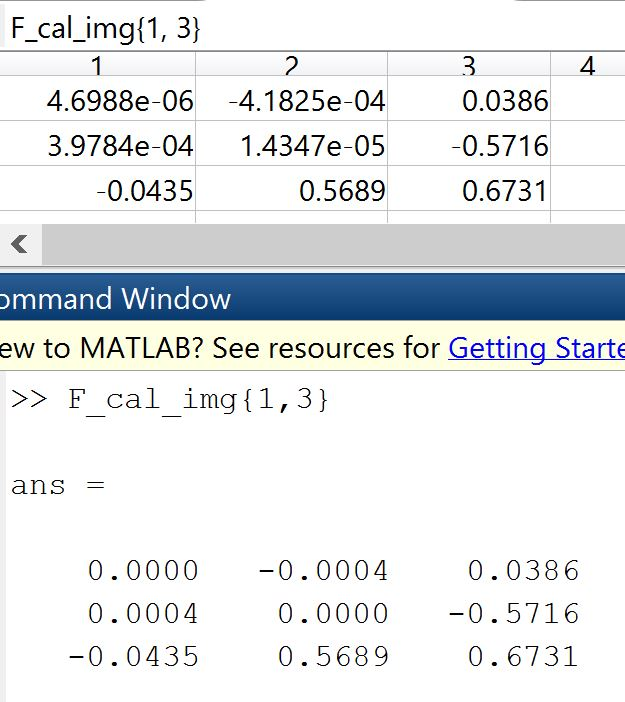 F_cal_img{1, 3}
1 2 3 4
4.6988e-06 -4.1825e-04 0.0386
3.9784e-04 1.4347e-05 -0.5716
-0.0435 0.5689 0.6731
ommand Window
ew to MATLAB? See resources for Getting Starte
>> F_cal_img{1,3}
ans =
0.0000 -0.0004 0.0386
0.0004 0.0000 -0.5716
-0.0435 0.5689 0.6731